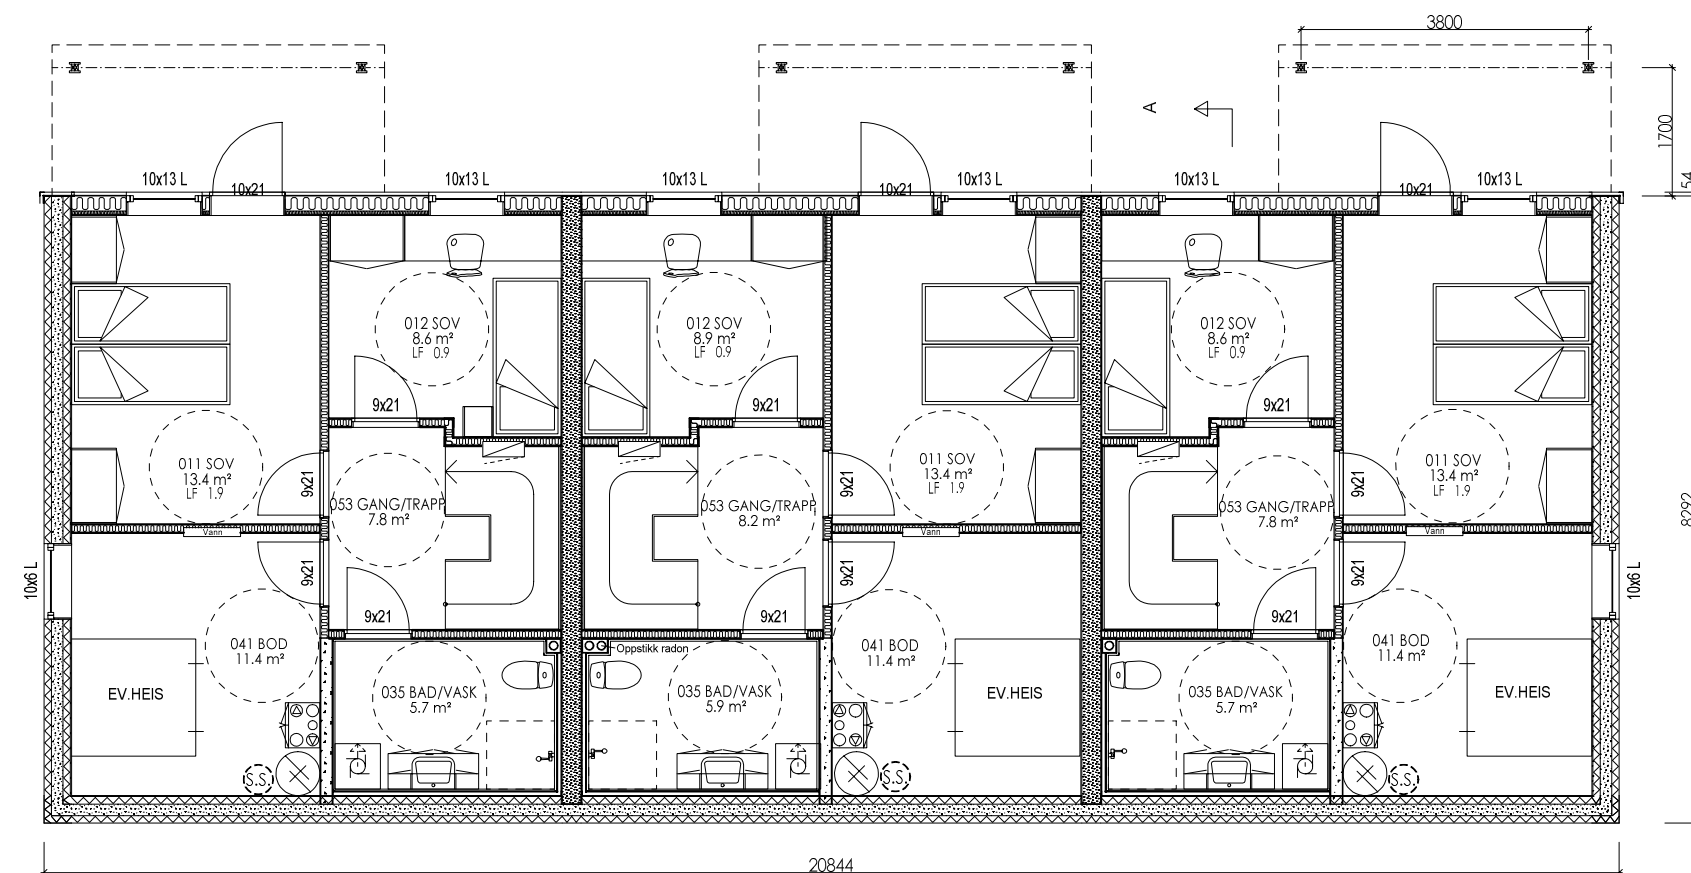 3800
A
1700
54
10x13 L
10x21
10x13 L
10x13 L
10x21
10x13 L
10x13 L
10x21
10x13 L
012 SOV
8.6 m²
LF 0.9
012 SOV
8.9 m²
LF 0.9
012 SOV
8.6 m²
LF 0.9
9x21
9x21
9x21
011 SOV
13.4 m²
LF 1.9
9x21
053 GANG/TRAPP
7.8 m²
053 GANG/TRAPP
8.2 m²
9x21
011 SOV
13.4 m²
LF 1.9
053 GANG/TRAPP
7.8 m²
9x21
011 SOV
13.4 m²
LF 1.9
8292
Vann
Vann
Vann
10x6 L
9x21
9x21
9x21
10x6 L
9x21
9x21
9x21
041 BOD
11.4 m²
Oppstikk radon
041 BOD
11.4 m²
041 BOD
11.4 m²
EV.HEIS
035 BAD/VASK
5.7 m²
035 BAD/VASK
5.9 m²
EV.HEIS
035 BAD/VASK
5.7 m²
EV.HEIS
S.S.
S.S.
S.S.
20844